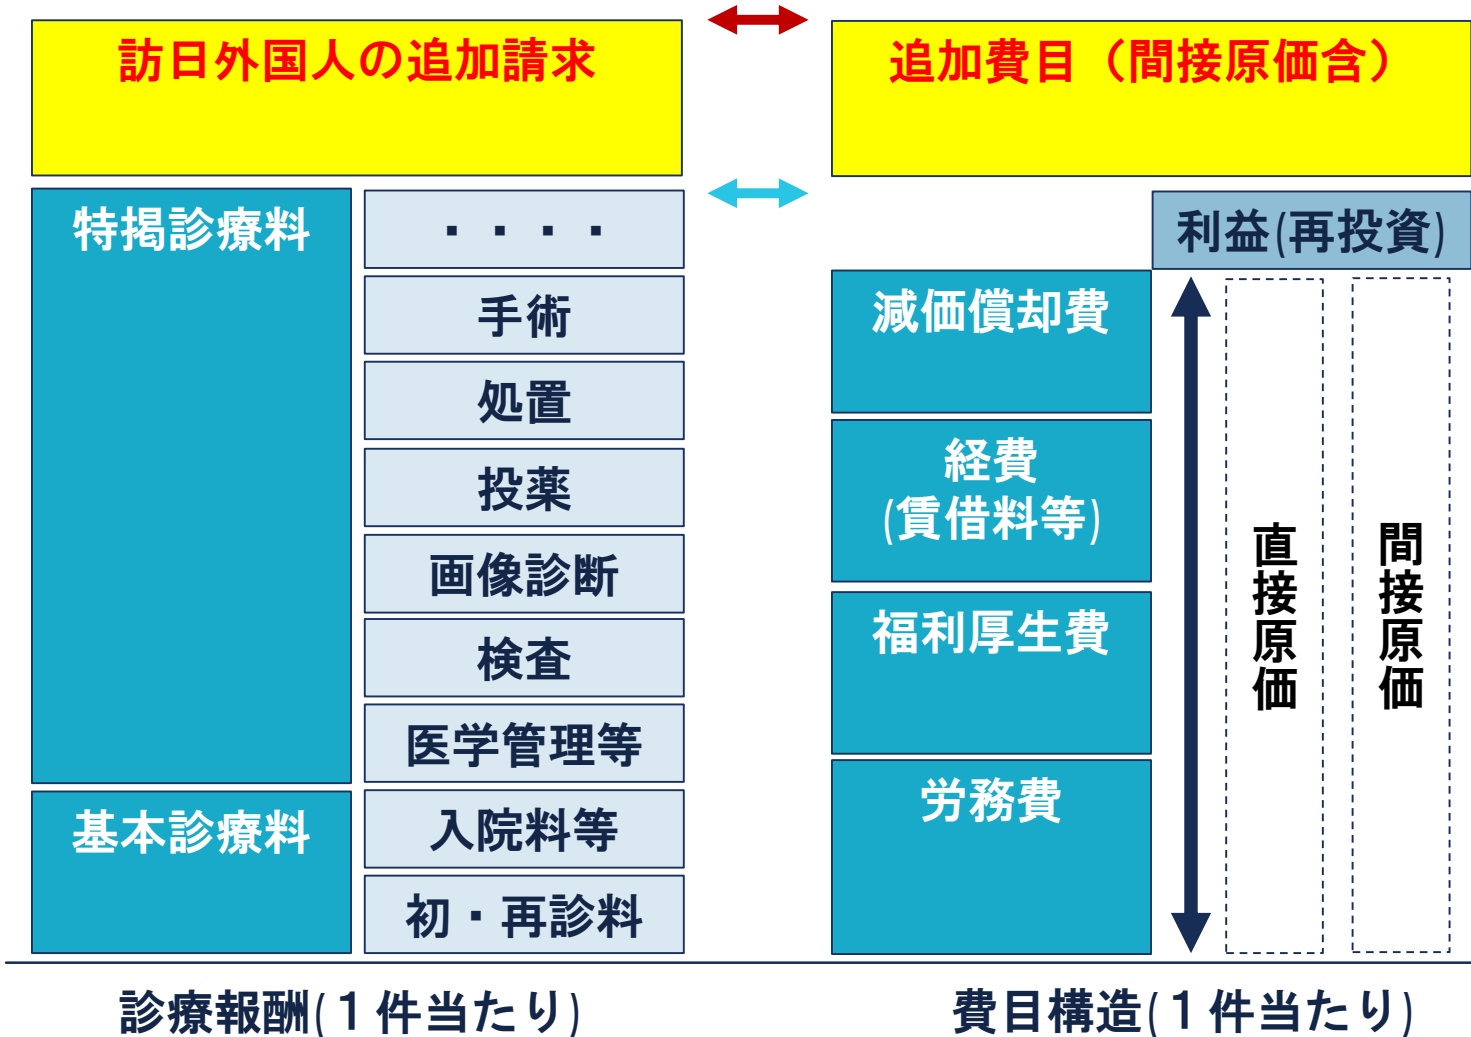 訪日外国人の追加請求
特掲診療料
・・・・
手術
処置
投薬
画像診断
検査
医学管理等
基本診療料
入院料等
初・再診料
診療報酬(１件当たり)
追加費目（間接原価含）
利益(再投資)
減価償却費
経費
(賃借料等)
福利厚生費
労務費
直接原価
間接原価
費目構造(１件当たり)